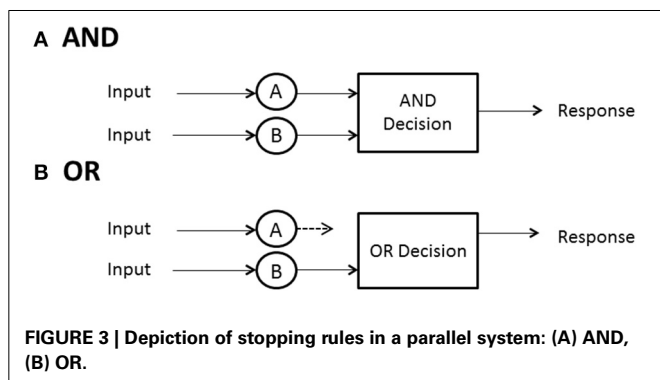 A AND
Input A
AND
Decision
Response
Input B
B OR
Input A
OR Decision
Response
Input B
FIGURE 3 | Depiction of stopping rules in a parallel system: (A) AND,
(B) OR.